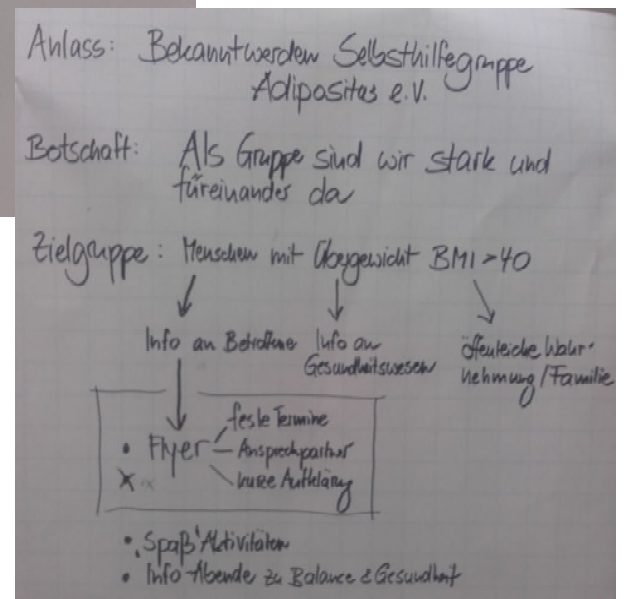 Anlass: Bekanntwerden Selbsthilfegruppe
Adipositas e.V.
Botschaft: Als Gruppe sind wir stark und
füreinander da
Zielgruppe: Menschen mit Übergewicht BMI > 40
Info an Betroffene Info an öffentliche Wahr-
Gesundheitswesen nehmung/Familie
feste Termine
• Flyer Ansprechpartner
kurze Aufklärung
• "Spaß" Aktivitäten
• Info-Abende zu Balance & Gesundheit